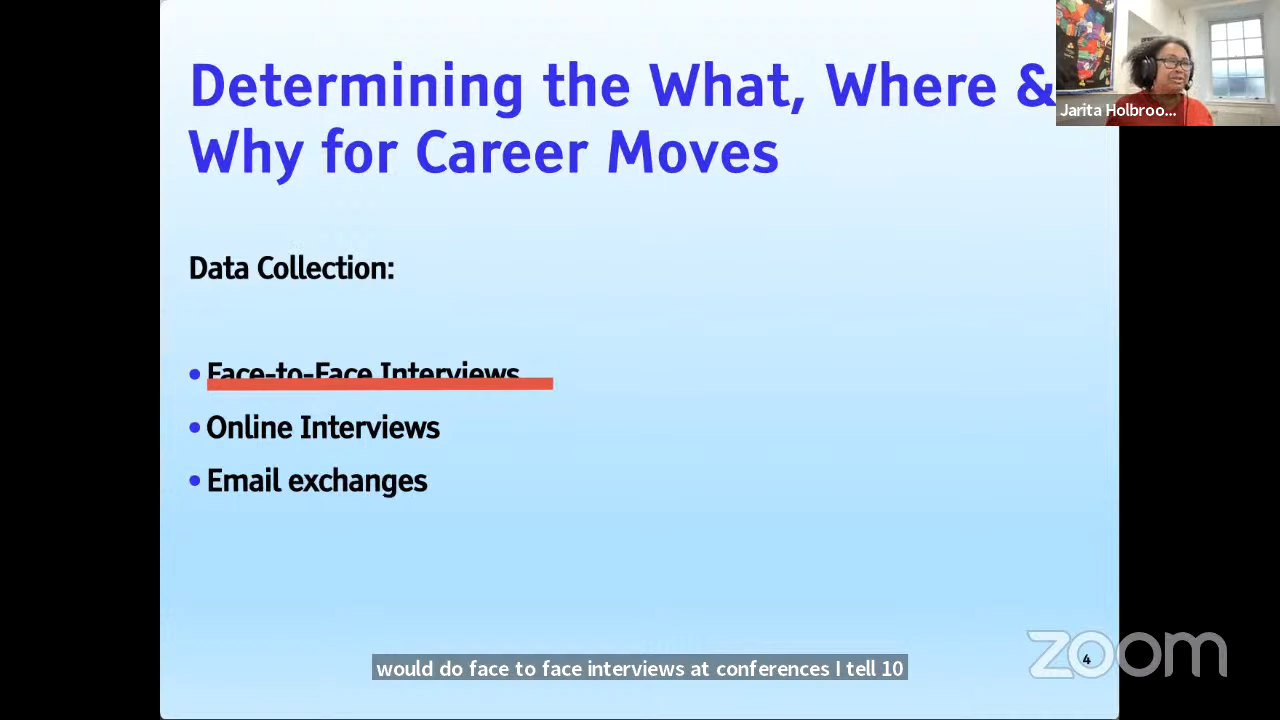 Determining the What, Where &
Why for Career Moves
Jarita Holbroo...
Data Collection:
• Face-to-Face Interviews
• Online Interviews
• Email exchanges
would do face to face interviews at conferences I tell 10
zoom
4